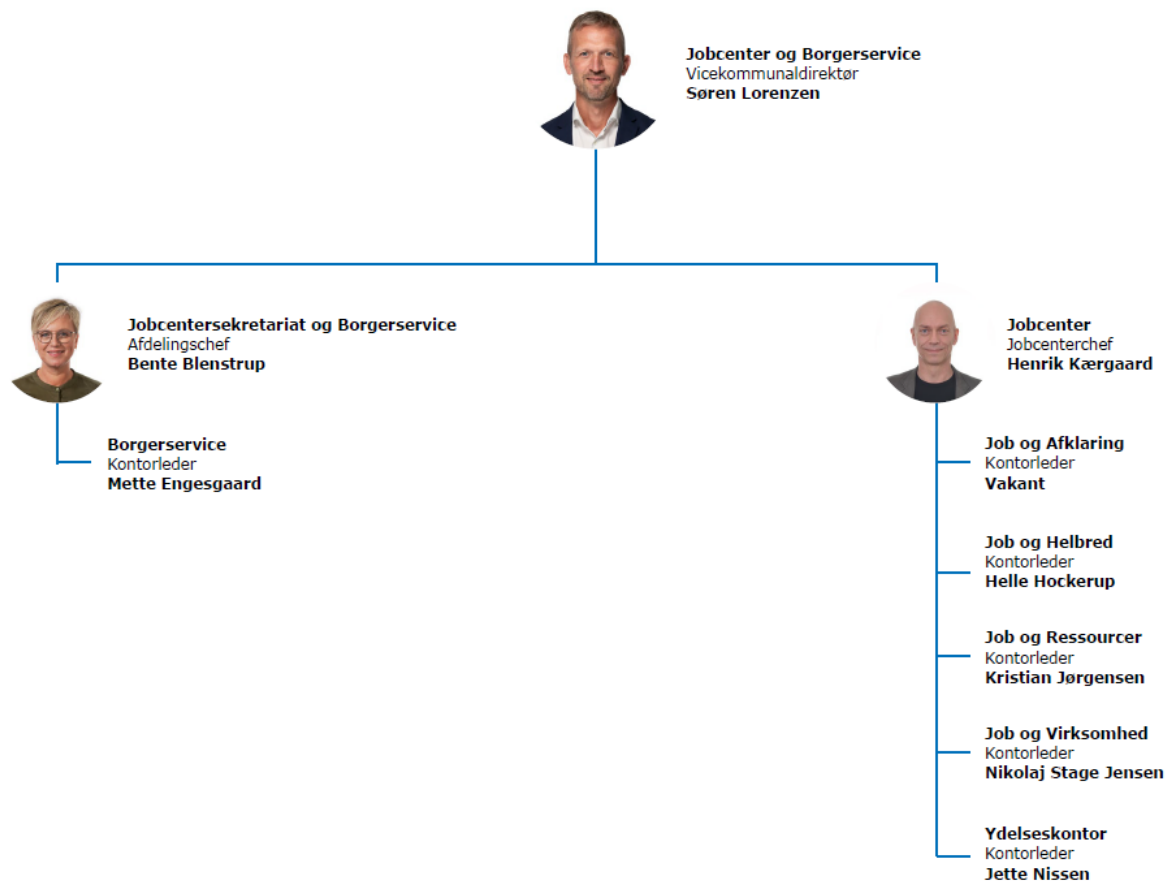 Jobcenter og Borgerservice
Vicekommunaldirektør
Søren Lorenzen
Jobcentersekretariat og Borgerservice
Afdelingschef
Bente Blenstrup
Borgerservice
Kontorleder
Mette Engesgaard
Jobcenter
Jobcenterchef
Henrik Kærgaard
Job og Afklaring
Kontorleder
Vakant
Job og Helbred
Kontorleder
Helle Hockerup
Job og Ressourcer
Kontorleder
Kristian Jørgensen
Job og Virksomhed
Kontorleder
Nikolaj Stage Jensen
Ydelseskontor
Kontorleder
Jette Nissen